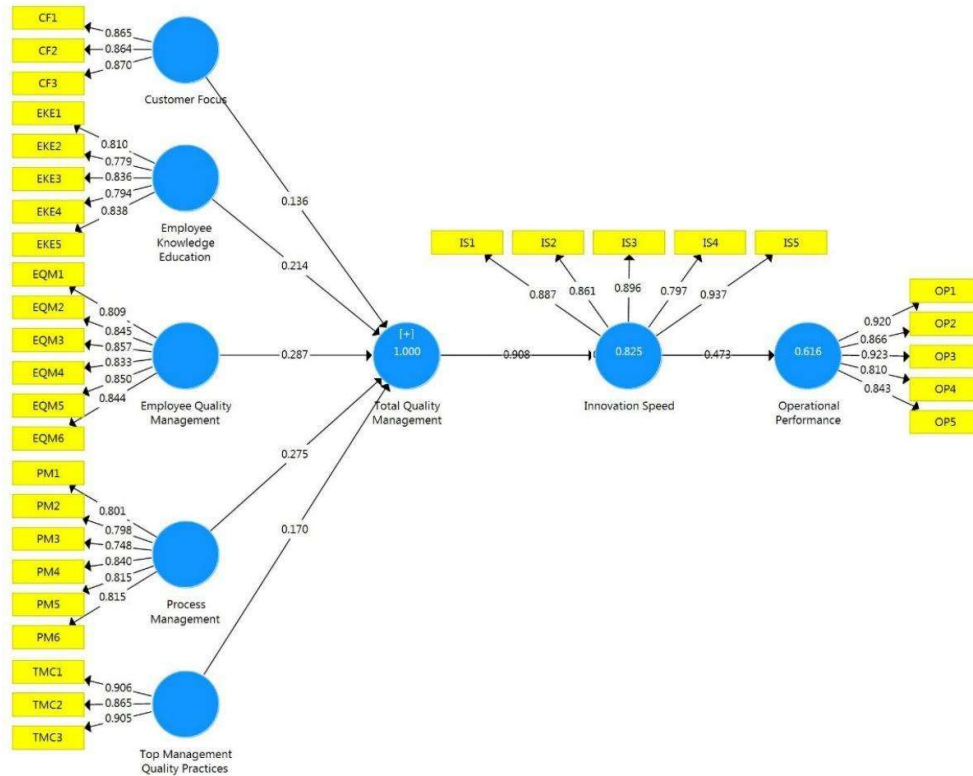 CF1
0.865
CF2
0.864
CF3
0.870
Customer Focus
EKE1
0.810
EKE2
0.779
EKE3
0.836
EKE4
0.794
EKE5
0.838
Employee
Knowledge
Education
EQM1
0.809
EQM2
0.845
EQM3
0.857
EQM4
0.833
EQM5
0.850
EQM6
0.844
Employee Quality
Management
PM1
0.801
PM2
0.798
PM3
0.748
PM4
0.840
PM5
0.815
PM6
0.815
Process
Management
TMC1
0.906
TMC2
0.865
TMC3
0.905
Top Management
Quality Practices
0.136
0.214
0.287
0.275
0.170
[+]
1.000
Total Quality
Management
0.908
IS1
IS2
IS3
IS4
IS5
0.887
0.861
0.896
0.797
0.937
0.825
Innovation Speed
0.473
0.616
Operational
Performance
OP1
0.920
OP2
0.866
OP3
0.923
OP4
0.810
OP5
0.843